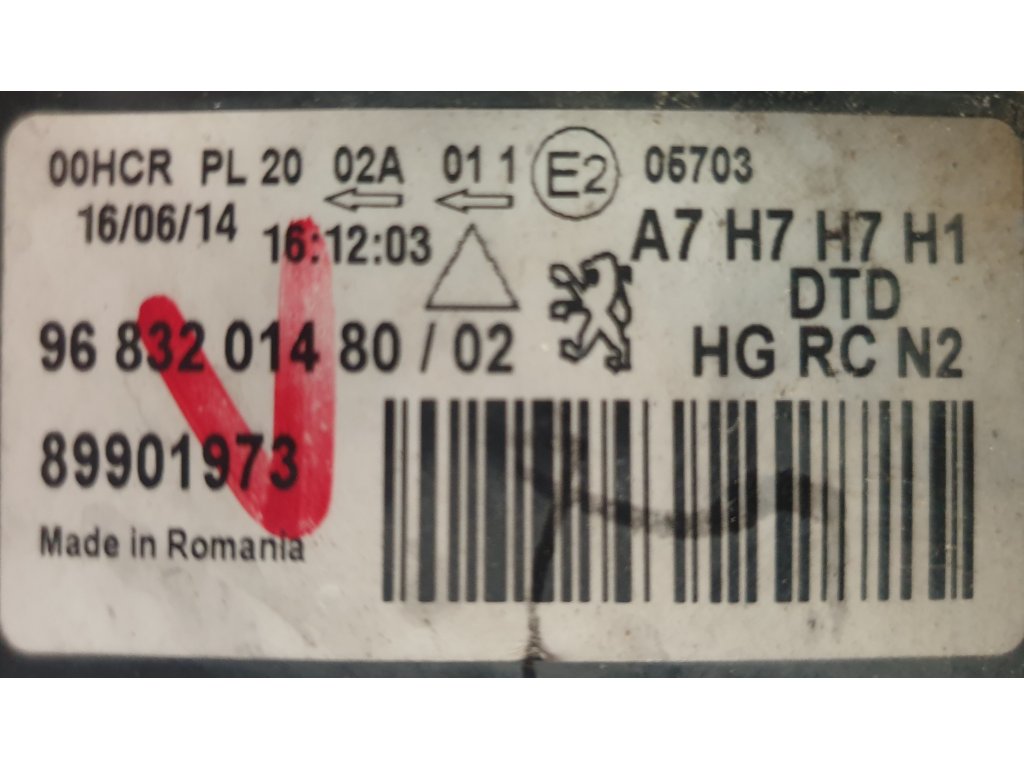 00HCR PL 20 02A 01 1 E2 05703
16/06/14 16:12:03 A7 H7 H7 H1
DTD
96 832 014 80 / 02 HG RC N2
89901973
Made in Romania